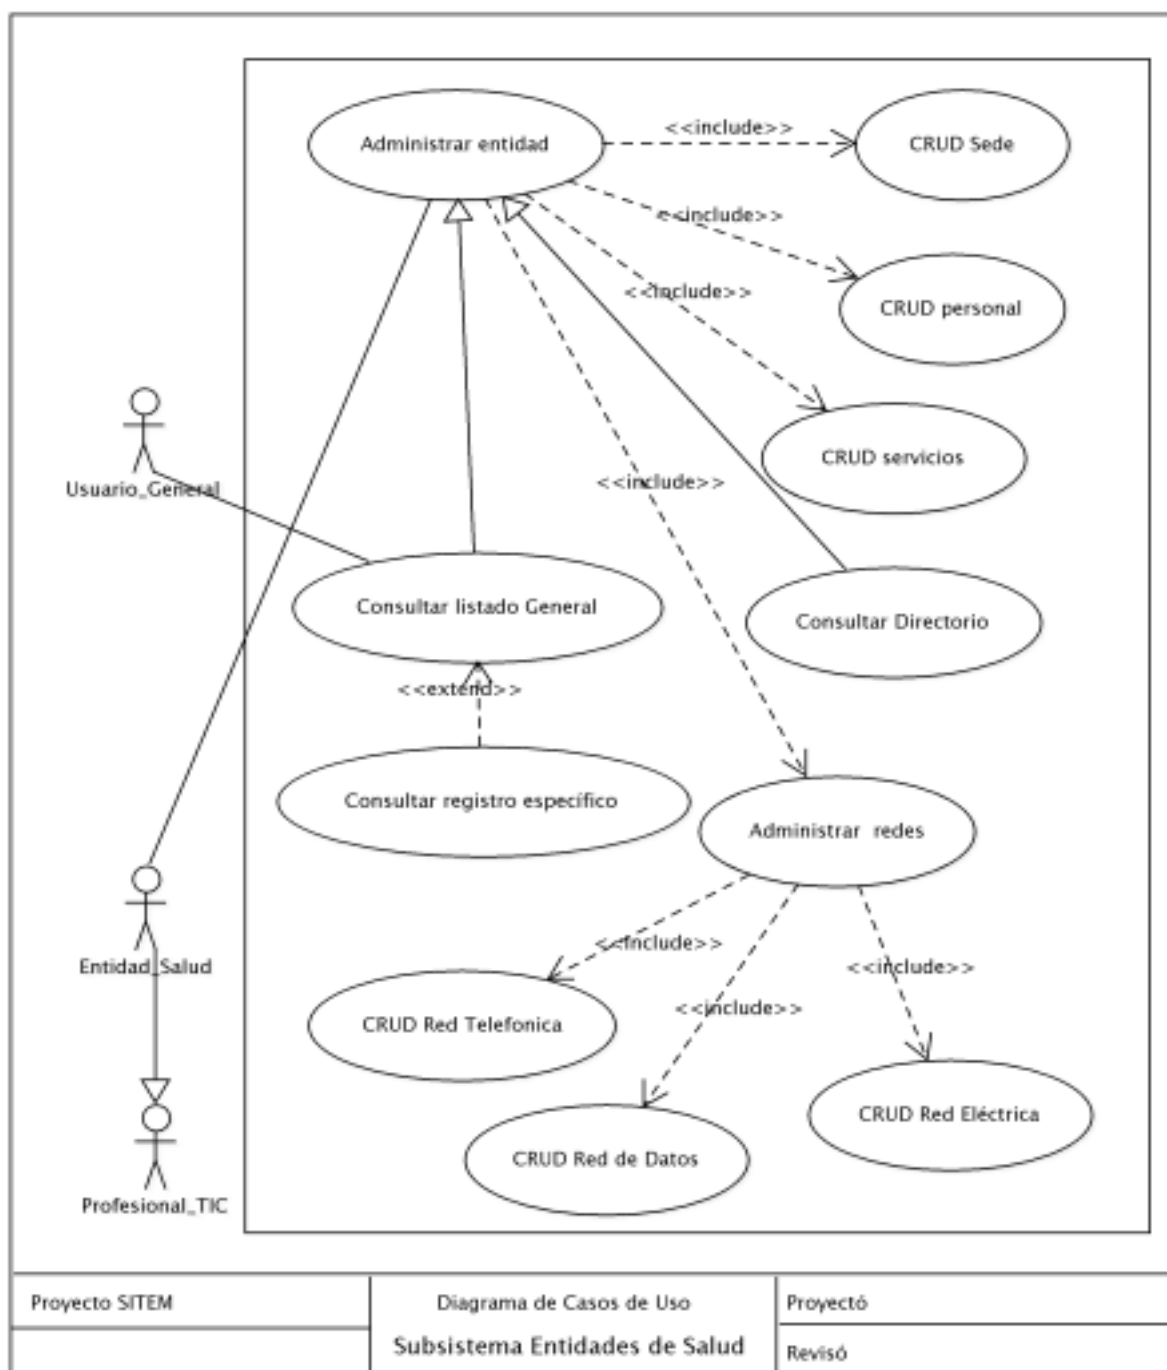 Administrar entidad
<<include>>
CRUD Sede
<<include>>
CRUD personal
<<include>>
CRUD servicios
Usuario_General
<<include>>
Consultar listado General
Consultar Directorio
<<extend>>
Consultar registro específico
Administrar redes
<<include>>
Entidad_Salud
<<include>>
<<include>>
CRUD Red Telefonica
CRUD Red Eléctrica
CRUD Red de Datos
Profesional_TIC
Proyecto SITEM
Diagrama de Casos de Uso
Proyectó
Subsistema Entidades de Salud
Revisó